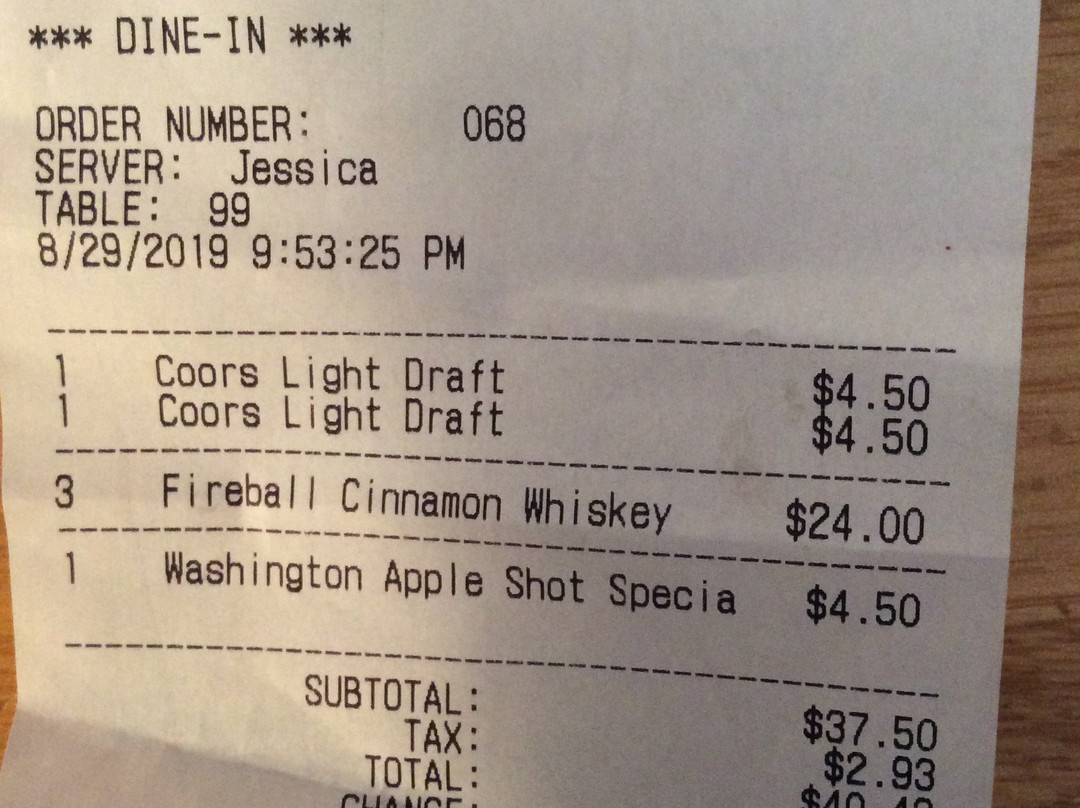 *** DINE-IN ***
ORDER NUMBER: 068
SERVER: Jessica
TABLE: 99
8/29/2019 9:53:25 PM
1 Coors Light Draft $4.50
1 Coors Light Draft $4.50
3 Fireball Cinnamon Whiskey $24.00
1 Washington Apple Shot Specia $4.50
SUBTOTAL: $37.50
TAX: $2.93
TOTAL:
CHANGE: